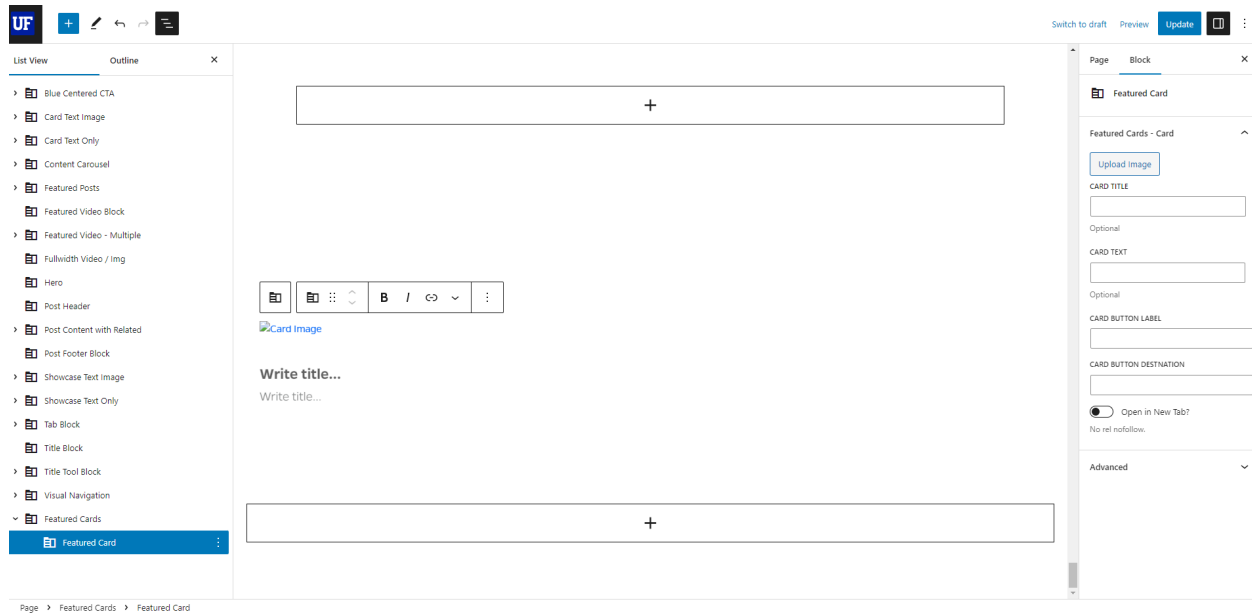 UF
Switch to draft Preview Update
List View Outline
Page Block
Blue Centered CTA
Card Text Image
Card Text Only
Content Carousel
Featured Posts
Featured Video Block
Featured Video - Multiple
Fullwidth Video / Img
Hero
Post Header
Post Content with Related
Post Footer Block
Showcase Text Image
Showcase Text Only
Tab Block
Title Block
Title Tool Block
Visual Navigation
Featured Cards
Featured Card
B I
Card Image
Write title...
Write title...
Featured Card
Featured Cards - Card
Upload Image
CARD TITLE
Optional
CARD TEXT
Optional
CARD BUTTON LABEL
CARD BUTTON DESTNATION
Open in New Tab?
No rel nofollow.
Advanced
Page > Featured Cards > Featured Card